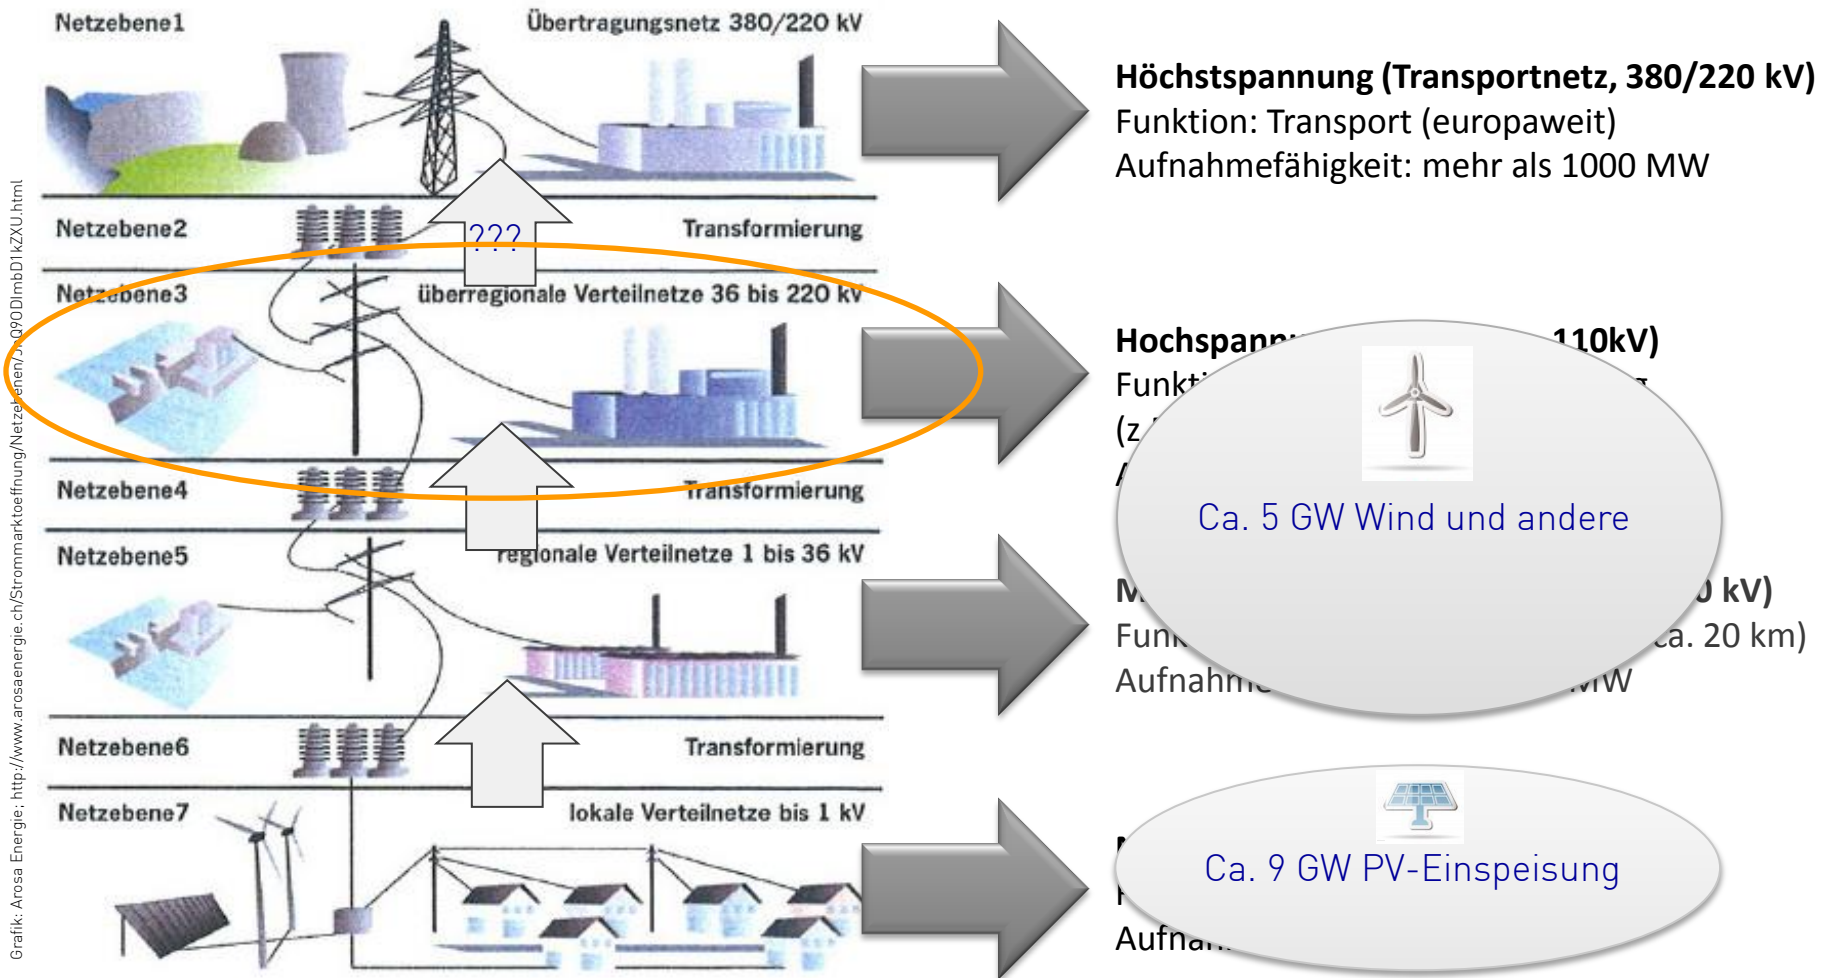 Netzebene1
Übertragungsnetz 380/220 kV
Netzebene2
Transformierung
???
Netzebene3
überregionale Verteilnetze 36 bis 220 kV
Netzebene4
Transformierung
Netzebene5
regionale Verteilnetze 1 bis 36 kV
Netzebene6
Transformierung
Netzebene7
lokale Verteilnetze bis 1 kV
Höchstspannung (Transportnetz, 380/220 kV)
Funktion: Transport (europaweit)
Aufnahmefähigkeit: mehr als 1000 MW
110kV)
Ca. 5 GW Wind und andere
kV)
ca. 20 km)
MW
Ca. 9 GW PV-Einspeisung
Grafik: Arosa Energie; http://www.arosaenergie.ch/Strommarktoeffnung/Netzebenen/